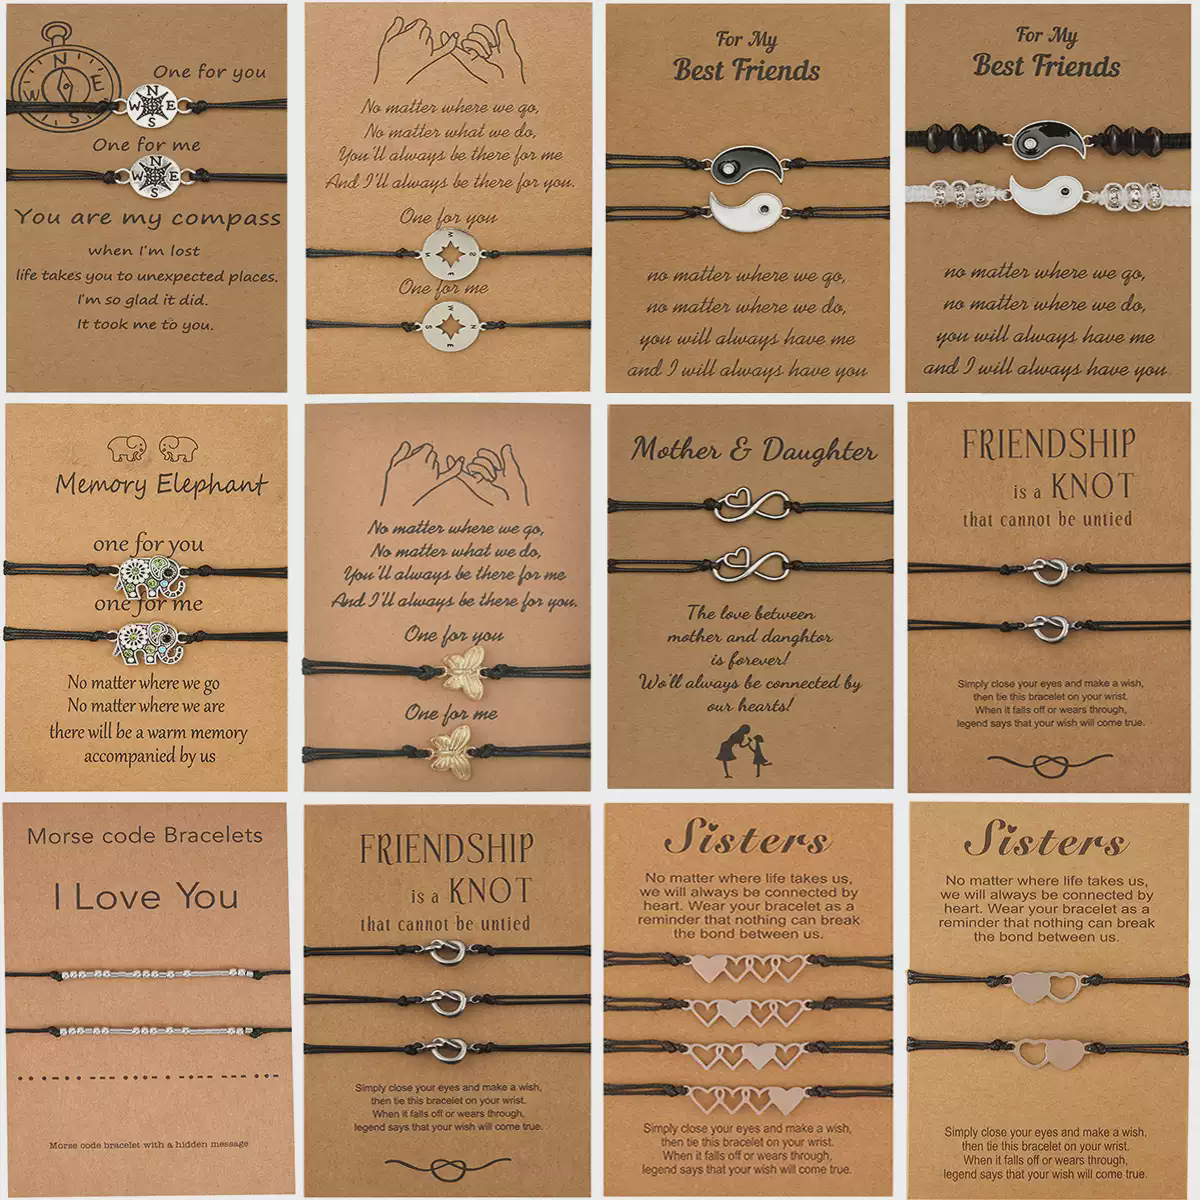 N
W E
S
One for you
N
W E
S
One for me
N
W E
S
You are my compass
when I'm lost
life takes you to unexpected places.
I'm so glad it did.
It took me to you.
No matter where we go,
No matter what we do,
You'll always be there for me
And I'll always be there for you.
One for you
One for me
For My
Best Friends
no matter where we go,
no matter where we do,
you will always have me
and I will always have you
For My
Best Friends
no matter where we go,
no matter where we do,
you will always have me
and I will always have you
Memory Elephant
one for you
one for me
No matter where we go
No matter where we are
there will be a warm memory
accompanied by us
No matter where we go,
No matter what we do,
You'll always be there for me
And I'll always be there for you.
One for you
One for me
Mother & Daughter
The love between
mother and danghtor
is forever!
Wo'll always be connected by
our hearts!
FRIENDSHIP
is a KNOT
that cannot be untied
Simply close your eyes and make a wish,
then tie this bracelet on your wrist.
When it falls off or wears through,
legend says that your wish will come true.
Morse code Bracelets
I Love You
Morse code bracelet with a hidden message
FRIENDSHIP
is a KNOT
that cannot be untied
Simply close your eyes and make a wish,
then tie this bracelet on your wrist.
When it falls off or wears through,
legend says that your wish will come true.
Sisters
No matter where life takes us,
we will always be connected by
heart. Wear your bracelet as a
reminder that nothing can break
the bond between us.
Simply close your eyes and make a wish,
then tie this bracelet on your wrist.
When it falls off or wears through,
legend says that your wish will come true.
Sisters
No matter where life takes us,
we will always be connected by
heart. Wear your bracelet as a
reminder that nothing can break
the bond between us.
Simply close your eyes and make a wish,
then tie this bracelet on your wrist.
When it falls off or wears through,
legend says that your wish will come true.